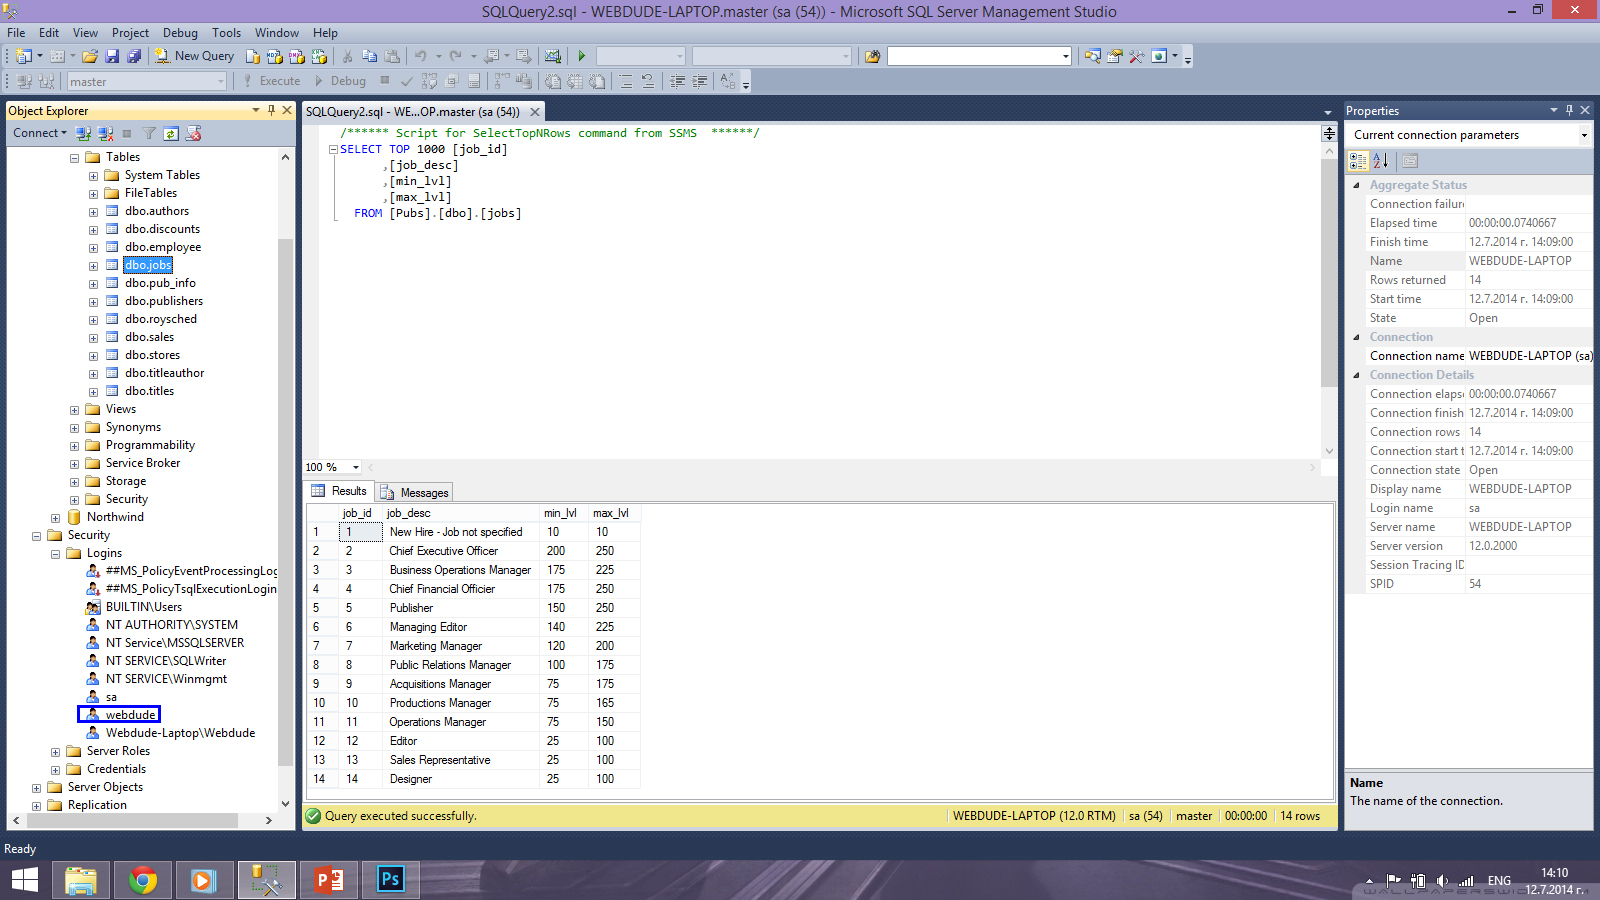 SQLQuery2.sql - WEBDUDE-LAPTOP.master (sa (54)) - Microsoft SQL Server Management Studio
File Edit View Project Debug Tools Window Help
New Query
master Execute Debug
Object Explorer
Connect
Tables
System Tables
FileTables
dbo.authors
dbo.discounts
dbo.employee
dbo.jobs
dbo.pub_info
dbo.publishers
dbo.roysched
dbo.sales
dbo.stores
dbo.titleauthor
dbo.titles
Views
Synonyms
Programmability
Service Broker
Storage
Security
Northwind
Security
Logins
##MS_PolicyEventProcessingLog
##MS_PolicyTsqlExecutionLogin
BUILTIN\Users
NT AUTHORITY\SYSTEM
NT Service\MSSQLSERVER
NT SERVICE\SQLWriter
NT SERVICE\Winmgmt
sa
webdude
Webdude-Laptop\Webdude
Server Roles
Credentials
Server Objects
Replication
SQLQuery2.sql - WE...OP.master (sa (54))
/****** Script for SelectTopNRows command from SSMS ******/
SELECT TOP 1000 [job_id]
,[job_desc]
,[min_lvl]
,[max_lvl]
FROM [Pubs].[dbo].[jobs]
100 %
Results Messages
job_id job_desc min_lvl max_lvl
1 1 New Hire - Job not specified 10 10
2 2 Chief Executive Officer 200 250
3 3 Business Operations Manager 175 225
4 4 Chief Financial Officier 175 250
5 5 Publisher 150 250
6 6 Managing Editor 140 225
7 7 Marketing Manager 120 200
8 8 Public Relations Manager 100 175
9 9 Acquisitions Manager 75 175
10 10 Productions Manager 75 165
11 11 Operations Manager 75 150
12 12 Editor 25 100
13 13 Sales Representative 25 100
14 14 Designer 25 100
Query executed successfully. WEBDUDE-LAPTOP (12.0 RTM) sa (54) master 00:00:00 14 rows
Properties
Current connection parameters
Aggregate Status
Connection failure
Elapsed time 00:00:00.0740667
Finish time 12.7.2014 г. 14:09:00
Name WEBDUDE-LAPTOP
Rows returned 14
Start time 12.7.2014 г. 14:09:00
State Open
Connection
Connection name WEBDUDE-LAPTOP (sa)
Connection Details
Connection elapse 00:00:00.0740667
Connection finish 12.7.2014 г. 14:09:00
Connection rows 14
Connection start t 12.7.2014 г. 14:09:00
Connection state Open
Display name WEBDUDE-LAPTOP
Login name sa
Server name WEBDUDE-LAPTOP
Server version 12.0.2000
Session Tracing ID
SPID 54
Name
The name of the connection.
Ready
Ps
ENG
14:10
12.7.2014 г.